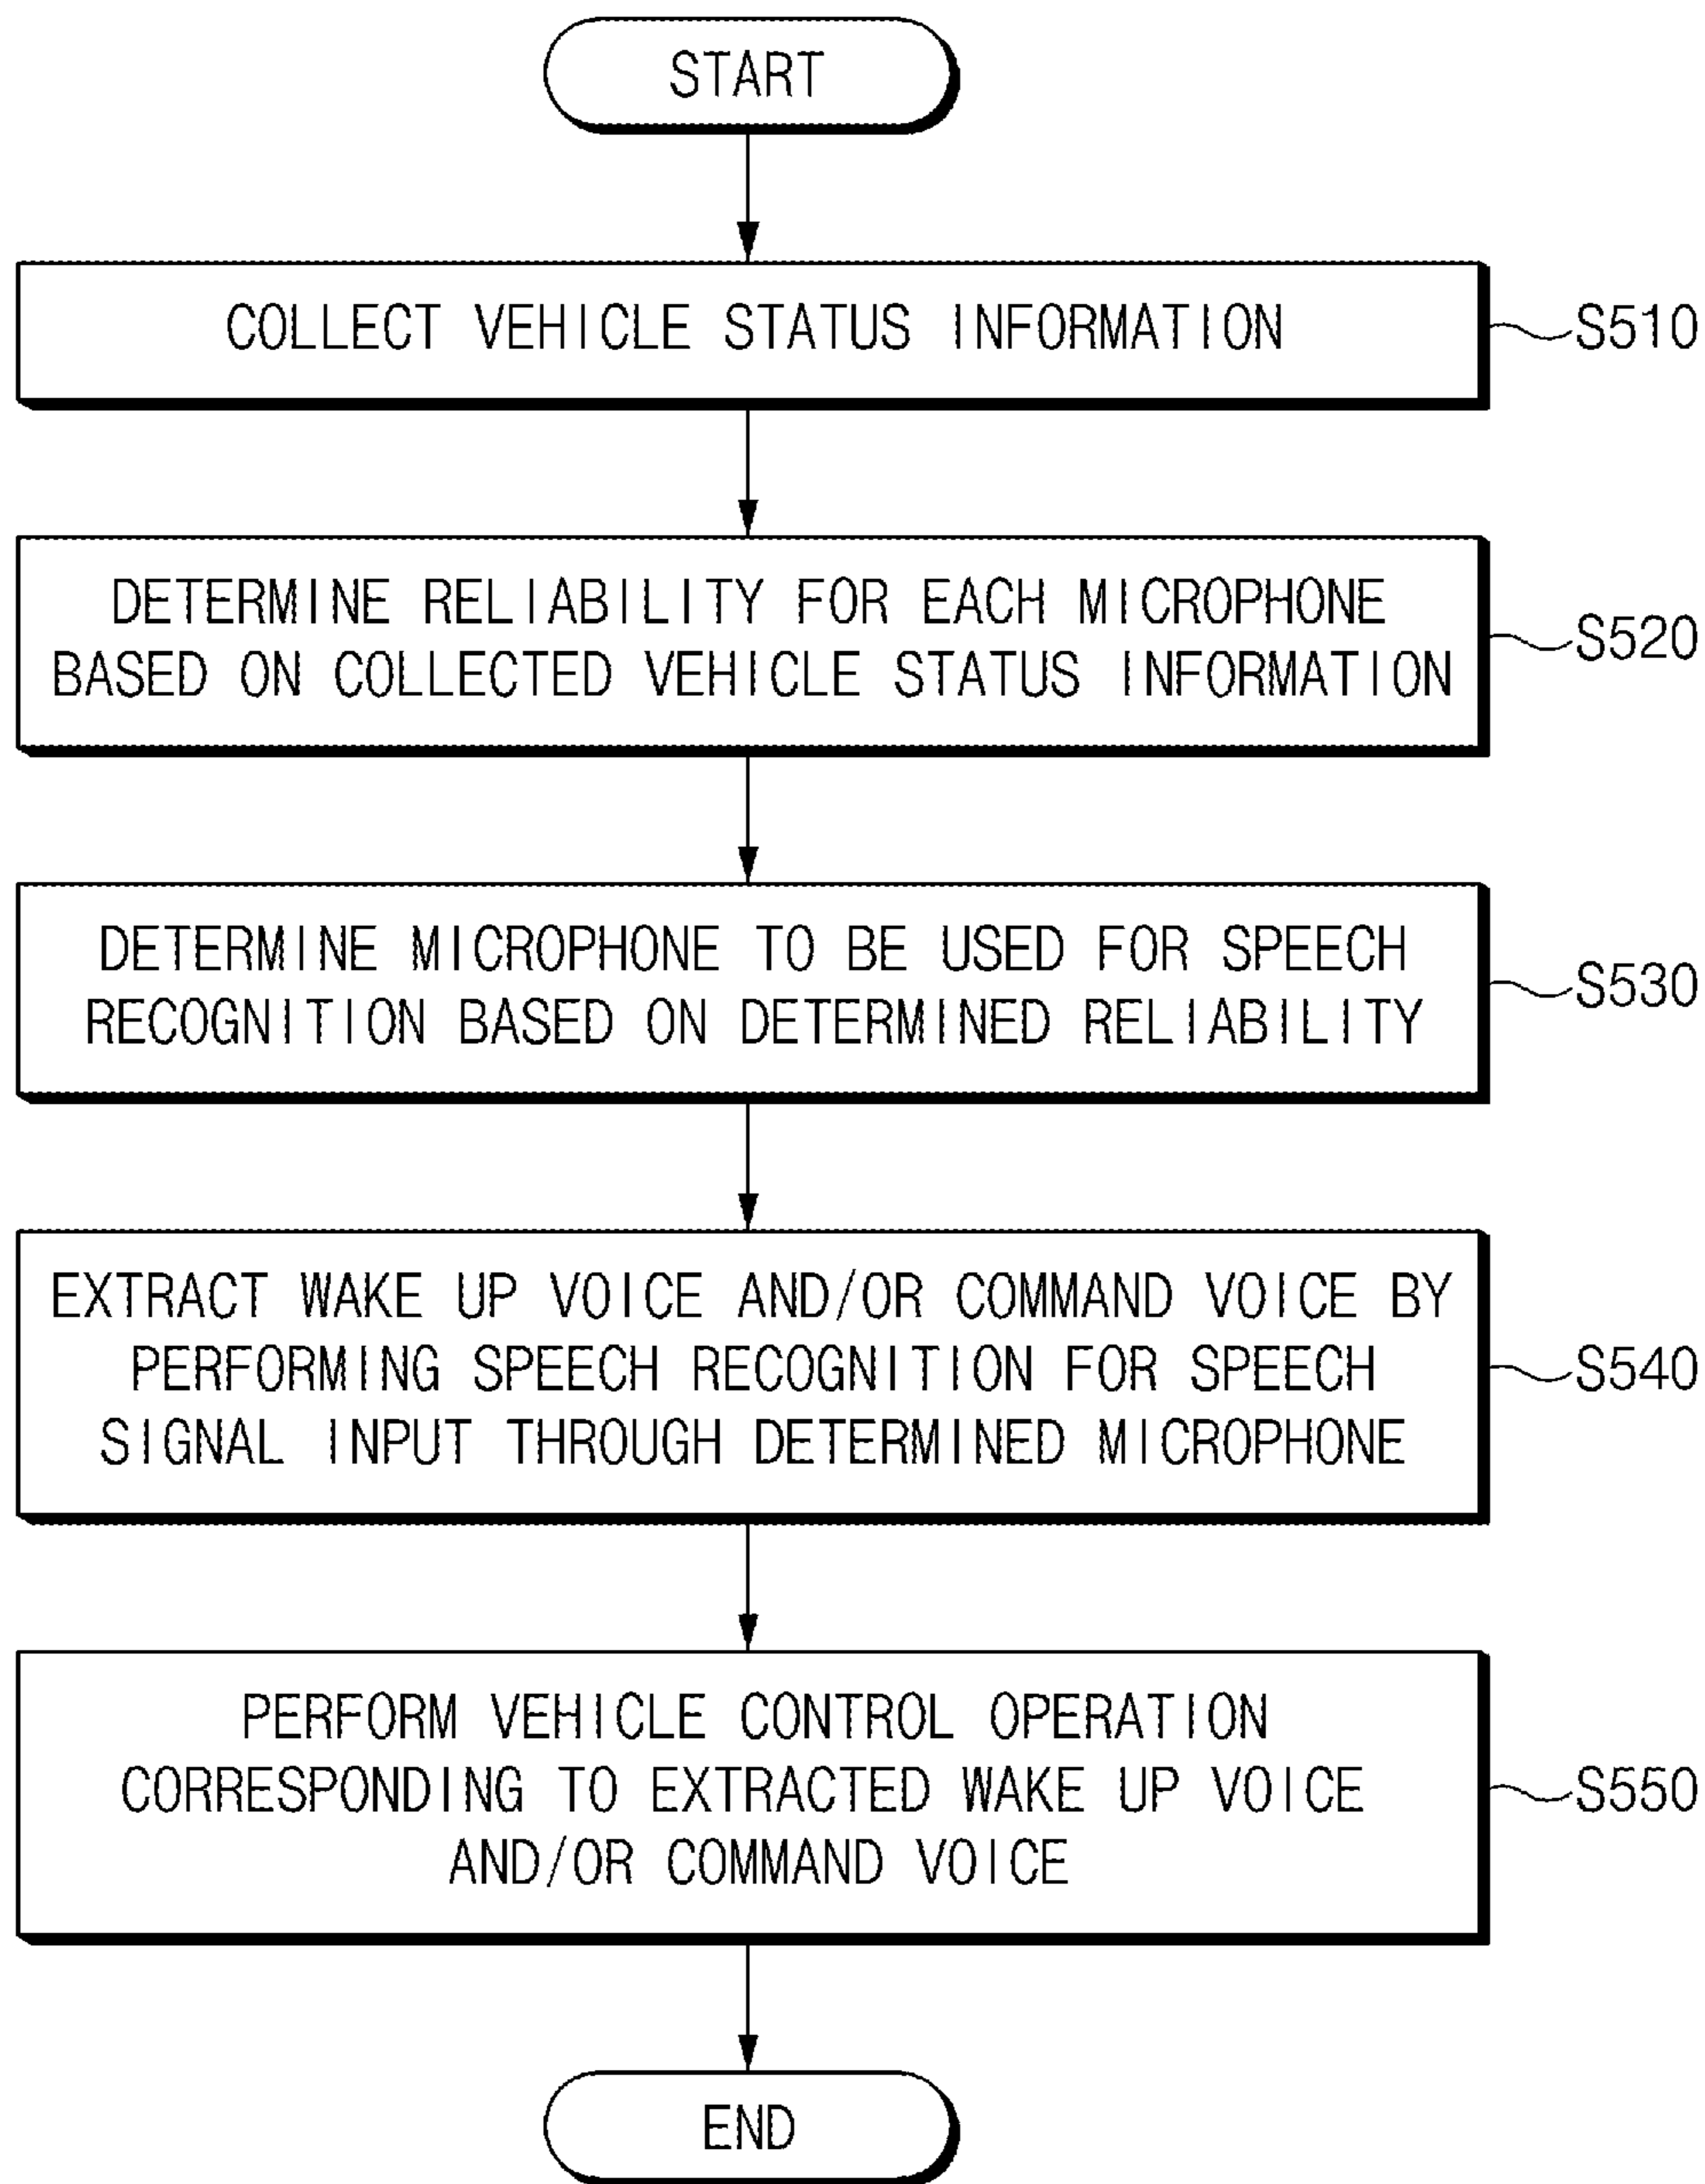 START
COLLECT VEHICLE STATUS INFORMATION
S510
DETERMINE RELIABILITY FOR EACH MICROPHONE
BASED ON COLLECTED VEHICLE STATUS INFORMATION
S520
DETERMINE MICROPHONE TO BE USED FOR SPEECH
RECOGNITION BASED ON DETERMINED RELIABILITY
S530
EXTRACT WAKE UP VOICE AND/OR COMMAND VOICE BY
PERFORMING SPEECH RECOGNITION FOR SPEECH
SIGNAL INPUT THROUGH DETERMINED MICROPHONE
S540
PERFORM VEHICLE CONTROL OPERATION
CORRESPONDING TO EXTRACTED WAKE UP VOICE
AND/OR COMMAND VOICE
S550
END